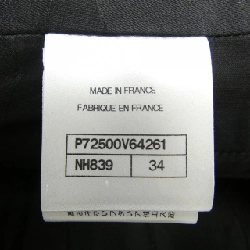 MADE IN FRANCE
FABRIQUE EN FRANCE
P72500V64261
NH839 34